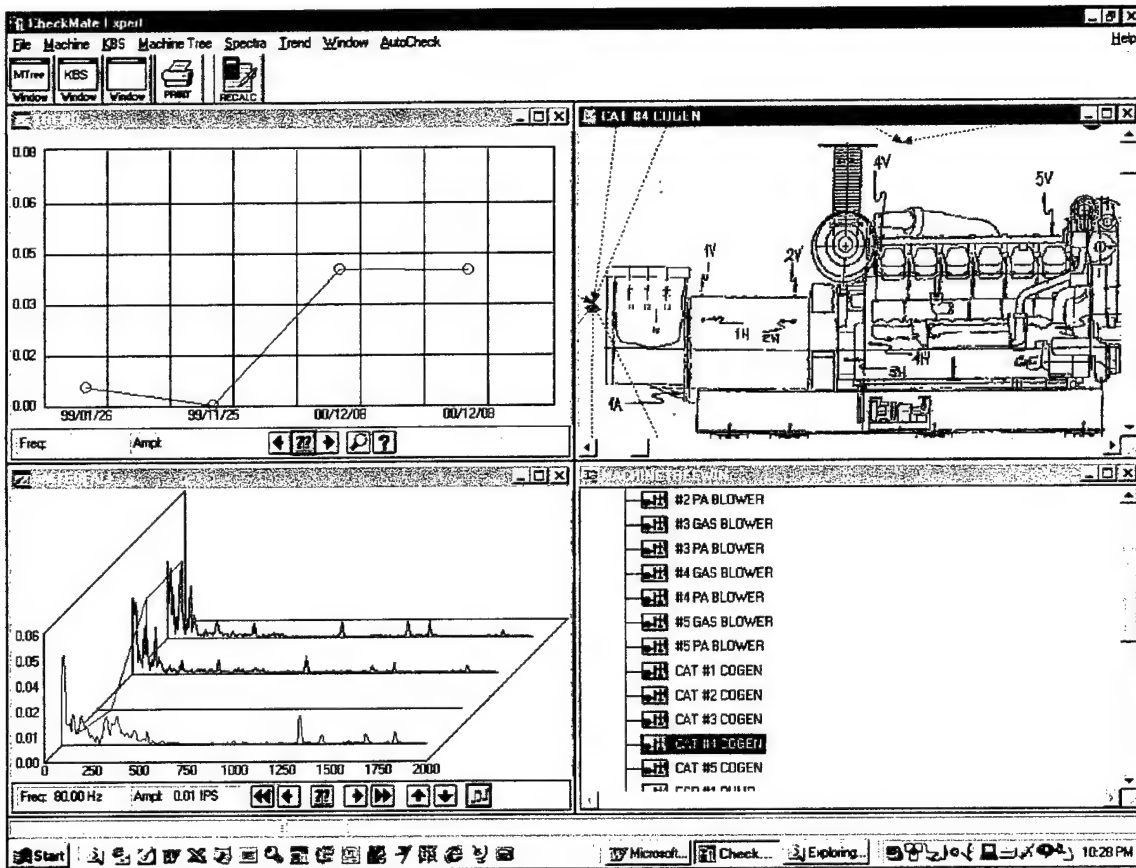 CheckMate Expert
File Machine KBS Machine Tree Spectra Trend Window AutoCheck Help
MTree KBS
Window Window Window PRINT RECALC
CAT #4 COGEN
0.08
0.06
0.05
0.03
0.02
0.00
99/01/26 99/11/25 00/12/08 00/12/08
Freq: Ampl: ?? ?
4V
5V
1V
2V
1H
2H
4H
3H
1A
0.06
0.05
0.04
0.02
0.01
0.00
0 250 500 750 1000 1250 1500 1750 2000
Freq: 80.00 Hz Ampl: 0.01 IPS ??
#2 PA BLOWER
#3 GAS BLOWER
#3 PA BLOWER
#4 GAS BLOWER
#4 PA BLOWER
#5 GAS BLOWER
#5 PA BLOWER
CAT #1 COGEN
CAT #2 COGEN
CAT #3 COGEN
CAT #4 COGEN
CAT #5 COGEN
Start Microsoft... Check... Exploring... 10:28 PM